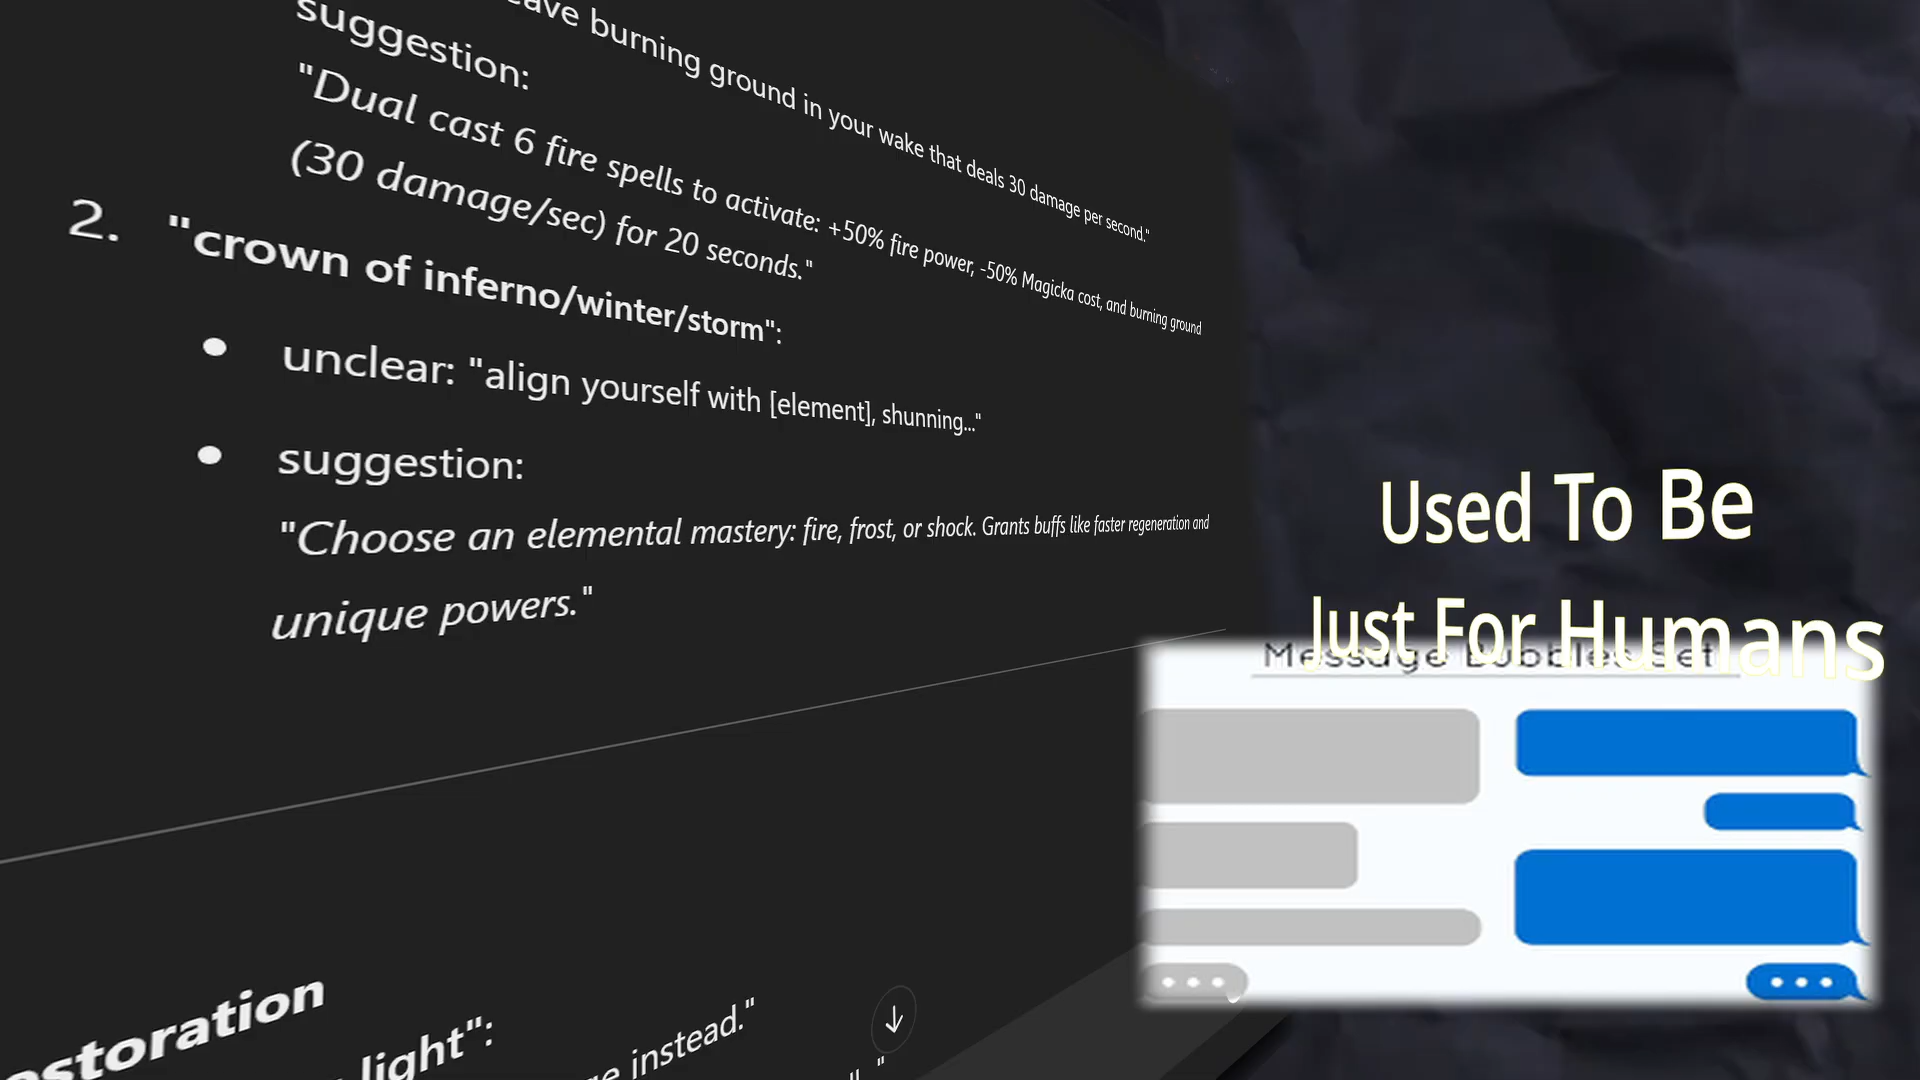 burning ground in your wake that deals 30 damage per second."
suggestion:
"Dual cast 6 fire spells to activate: +50% fire power, -50% Magicka cost, and burning ground
(30 damage/sec) for 20 seconds."
2. "crown of inferno/winter/storm":
unclear: "align yourself with [element], shunning..."
suggestion:
"Choose an elemental mastery: fire, frost, or shock. Grants buffs like faster regeneration and
unique powers."
light":
instead."
Used To Be
Just For Humans
Message Bubbles Set